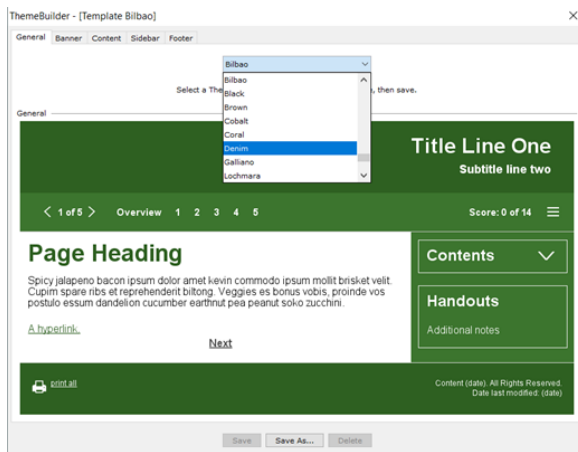 ThemeBuilder - [Template Bilbao]
General Banner Content Sidebar Footer
Bilbao
Bilbao
Black
Brown
Cobalt
Coral
Denim
Galliano
Lochmara
Select a The
, then save.
General
Title Line One
Subtitle line two
< 1 of 5 > Overview 1 2 3 4 5
Score: 0 of 14
Page Heading
Spicy jalapeno bacon ipsum dolor amet kevin commodo ipsum mollit brisket velit.
Cupim spare ribs et reprehenderit biltong. Veggies es bonus vobis, proinde vos
postulo essum dandelion cucumber earthnut pea peanut soko zucchini.
A hyperlink.
Next
Contents
Handouts
Additional notes
print all
Content (date). All Rights Reserved.
Date last modified: (date)
Save Save As... Delete